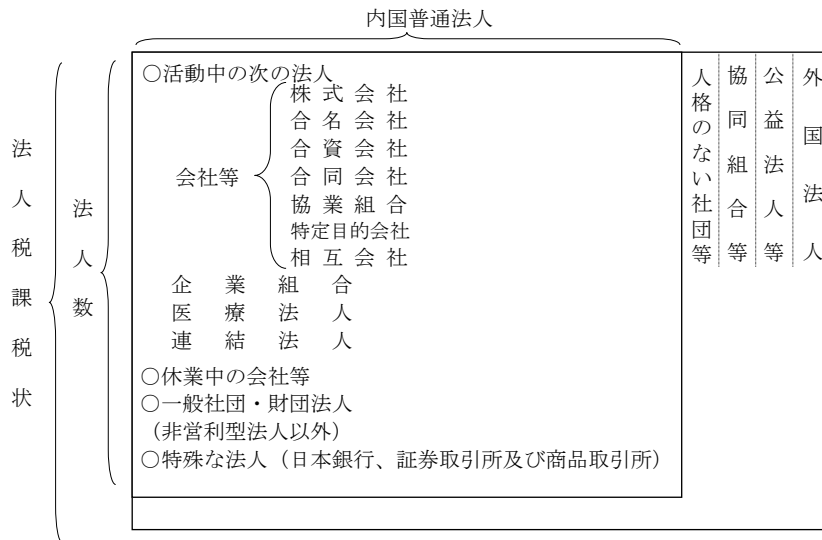 内国普通法人
法人税課税状
法人数
○活動中の次の法人
会社等
株式会社
合名会社
合資会社
合同会社
協業組合
特定目的会社
相互会社
企業組合
医療法人
連結法人
○休業中の会社等
○一般社団・財団法人
（非営利型法人以外）
○特殊な法人（日本銀行、証券取引所及び商品取引所）
人格のない社団等
協同組合等
公益法人等
外国法人